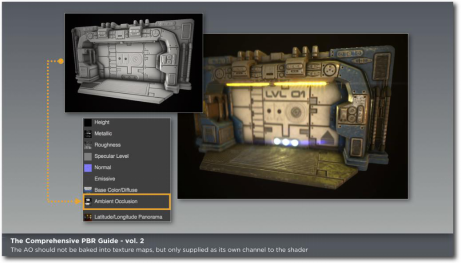 LVL 01
Height
Metallic
Roughness
Specular Level
Normal
Emissive
Base Color/Diffuse
Ambient Occlusion
Latitude/Longitude Panorama
The Comprehensive PBR Guide - vol. 2
The AO should not be baked into texture maps, but only supplied as its own channel to the shader